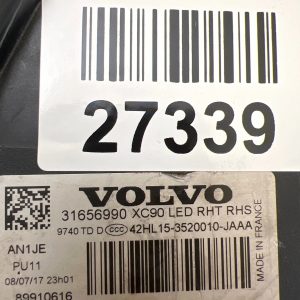 27339
VOLVO
31656990 XC90 LED RHT RHS
9740 TD D CCC 42HL15-3520010-JAAA
AN1JE
PU11
08/07/17 23h01
89910616
MADE IN FRANCE